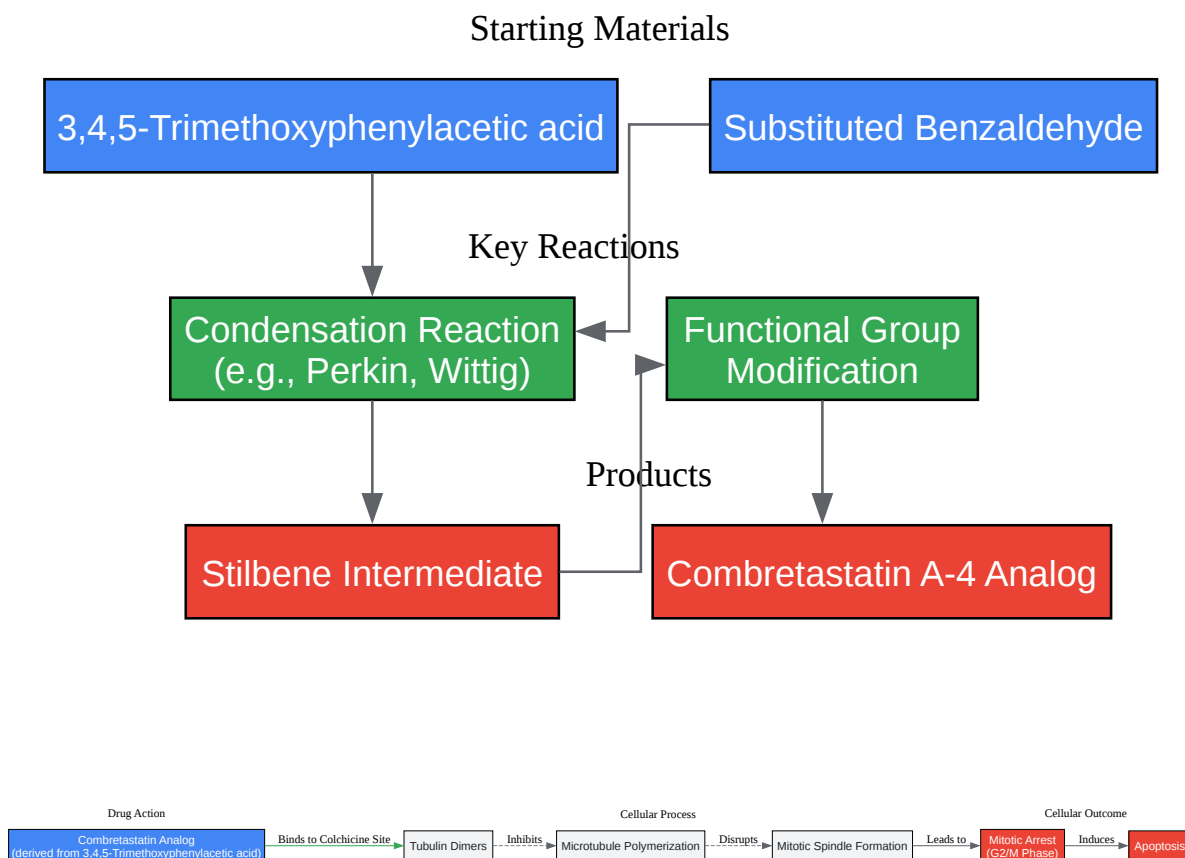 Starting Materials
3,4,5-Trimethoxyphenylacetic acid
Substituted Benzaldehyde
Key Reactions
Condensation Reaction
(e.g., Perkin, Wittig)
Functional Group
Modification
Products
Stilbene Intermediate
Combretastatin A-4 Analog
Drug Action
Cellular Process
Cellular Outcome
Combretastatin Analog
(derived from 3,4,5-Trimethoxyphenylacetic acid)
Binds to Colchicine Site
Tubulin Dimers
Inhibits
Microtubule Polymerization
Disrupts
Mitotic Spindle Formation
Leads to
Mitotic Arrest
(G2/M Phase)
Induces
Apoptosis